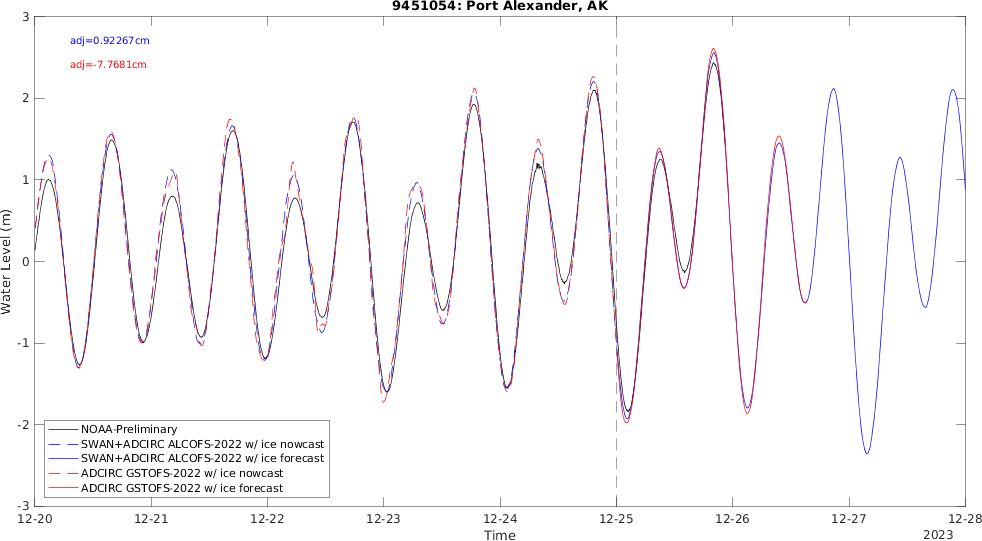 9451054: Port Alexander, AK
adj=0.92267cm
adj=-7.7681cm
3
2
1
0
-1
-2
-3
Water Level (m)
NOAA-Preliminary
SWAN+ADCIRC ALCOFS-2022 w/ ice nowcast
SWAN+ADCIRC ALCOFS-2022 w/ ice forecast
ADCIRC GSTOFS-2022 w/ ice nowcast
ADCIRC GSTOFS-2022 w/ ice forecast
12-20 12-21 12-22 12-23 12-24 12-25 12-26 12-27 12-28
Time
2023